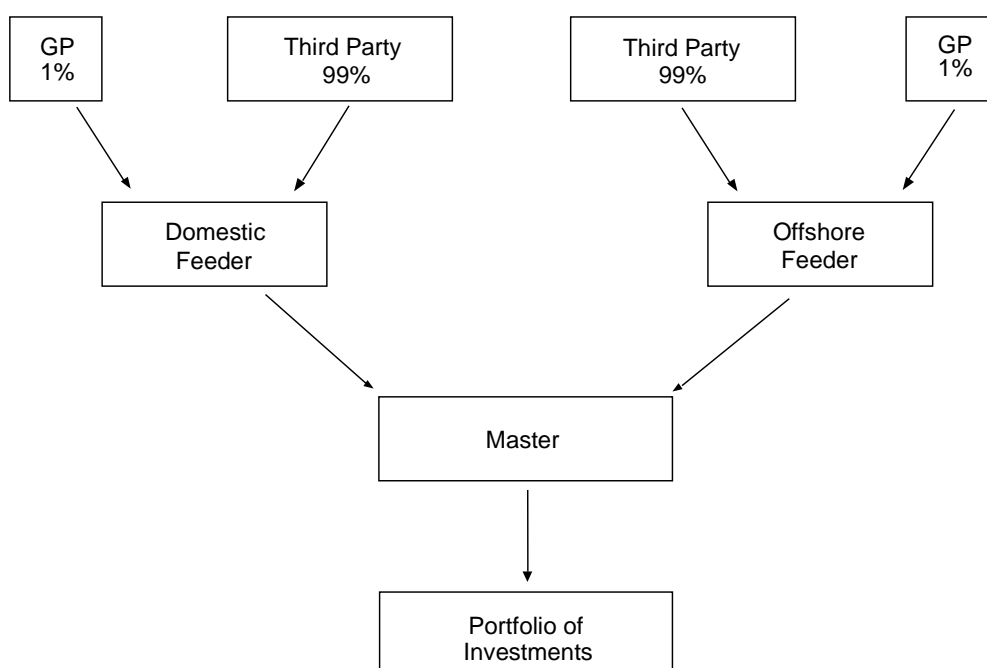 GP
1%
Third Party
99%
Third Party
99%
GP
1%
Domestic
Feeder
Offshore
Feeder
Master
Portfolio of
Investments